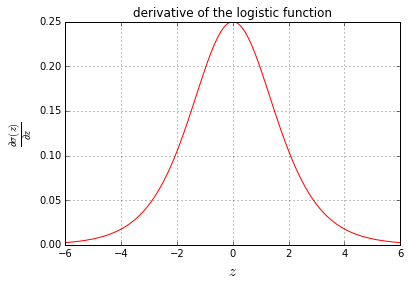 derivative of the logistic function
0.25
0.20
0.15
0.10
0.05
0.00
∂σ(z)
∂z
−6 −4 −2 0 2 4 6
z